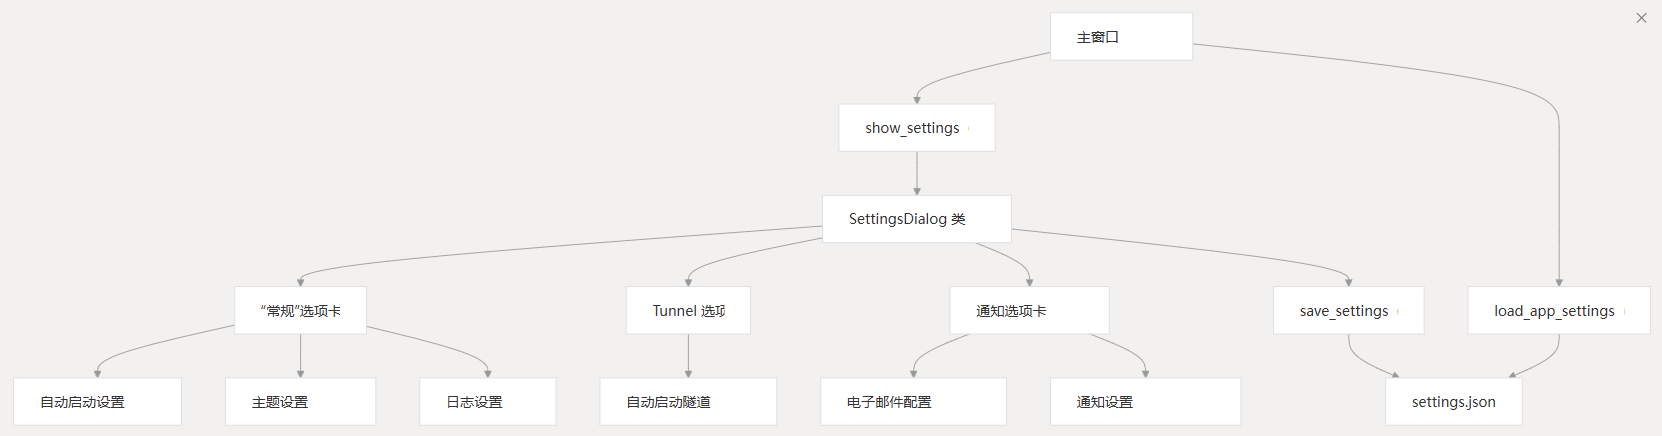 主窗口
show_settings
SettingsDialog 类
“常规”选项卡
Tunnel 选项
通知选项卡
save_settings
load_app_settings
自动启动设置
主题设置
日志设置
自动启动隧道
电子邮件配置
通知设置
settings.json